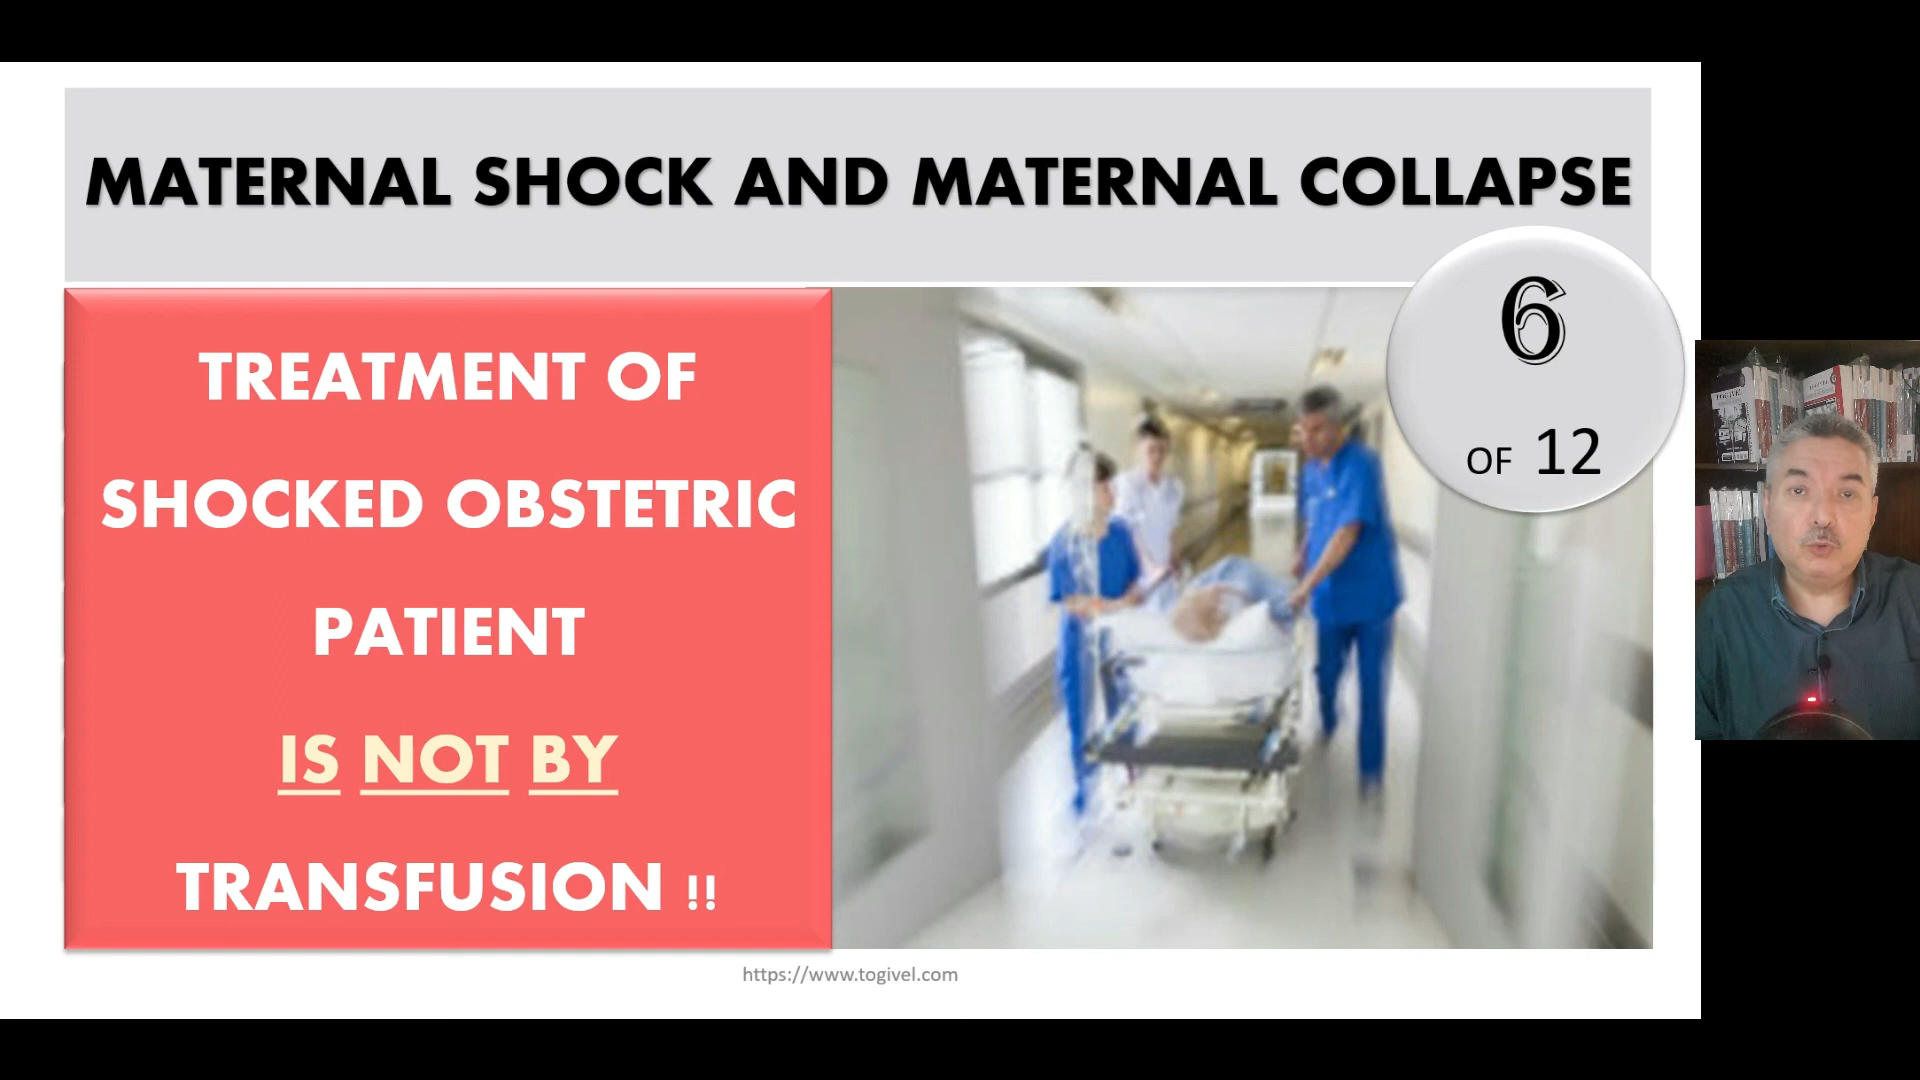 MATERNAL SHOCK AND MATERNAL COLLAPSE
6
OF 12
TREATMENT OF
SHOCKED OBSTETRIC
PATIENT
IS NOT BY
TRANSFUSION !!
https://www.togivel.com